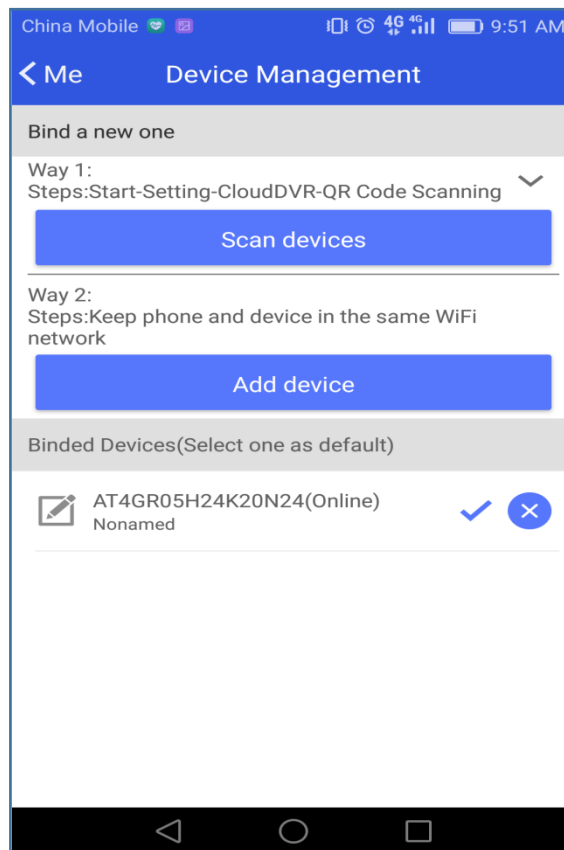 China Mobile 4G 4G 9:51 AM
Me Device Management
Bind a new one
Way 1:
Steps:Start-Setting-CloudDVR-QR Code Scanning
Scan devices
Way 2:
Steps:Keep phone and device in the same WiFi
network
Add device
Binded Devices(Select one as default)
AT4GR05H24K20N24(Online)
Nonamed